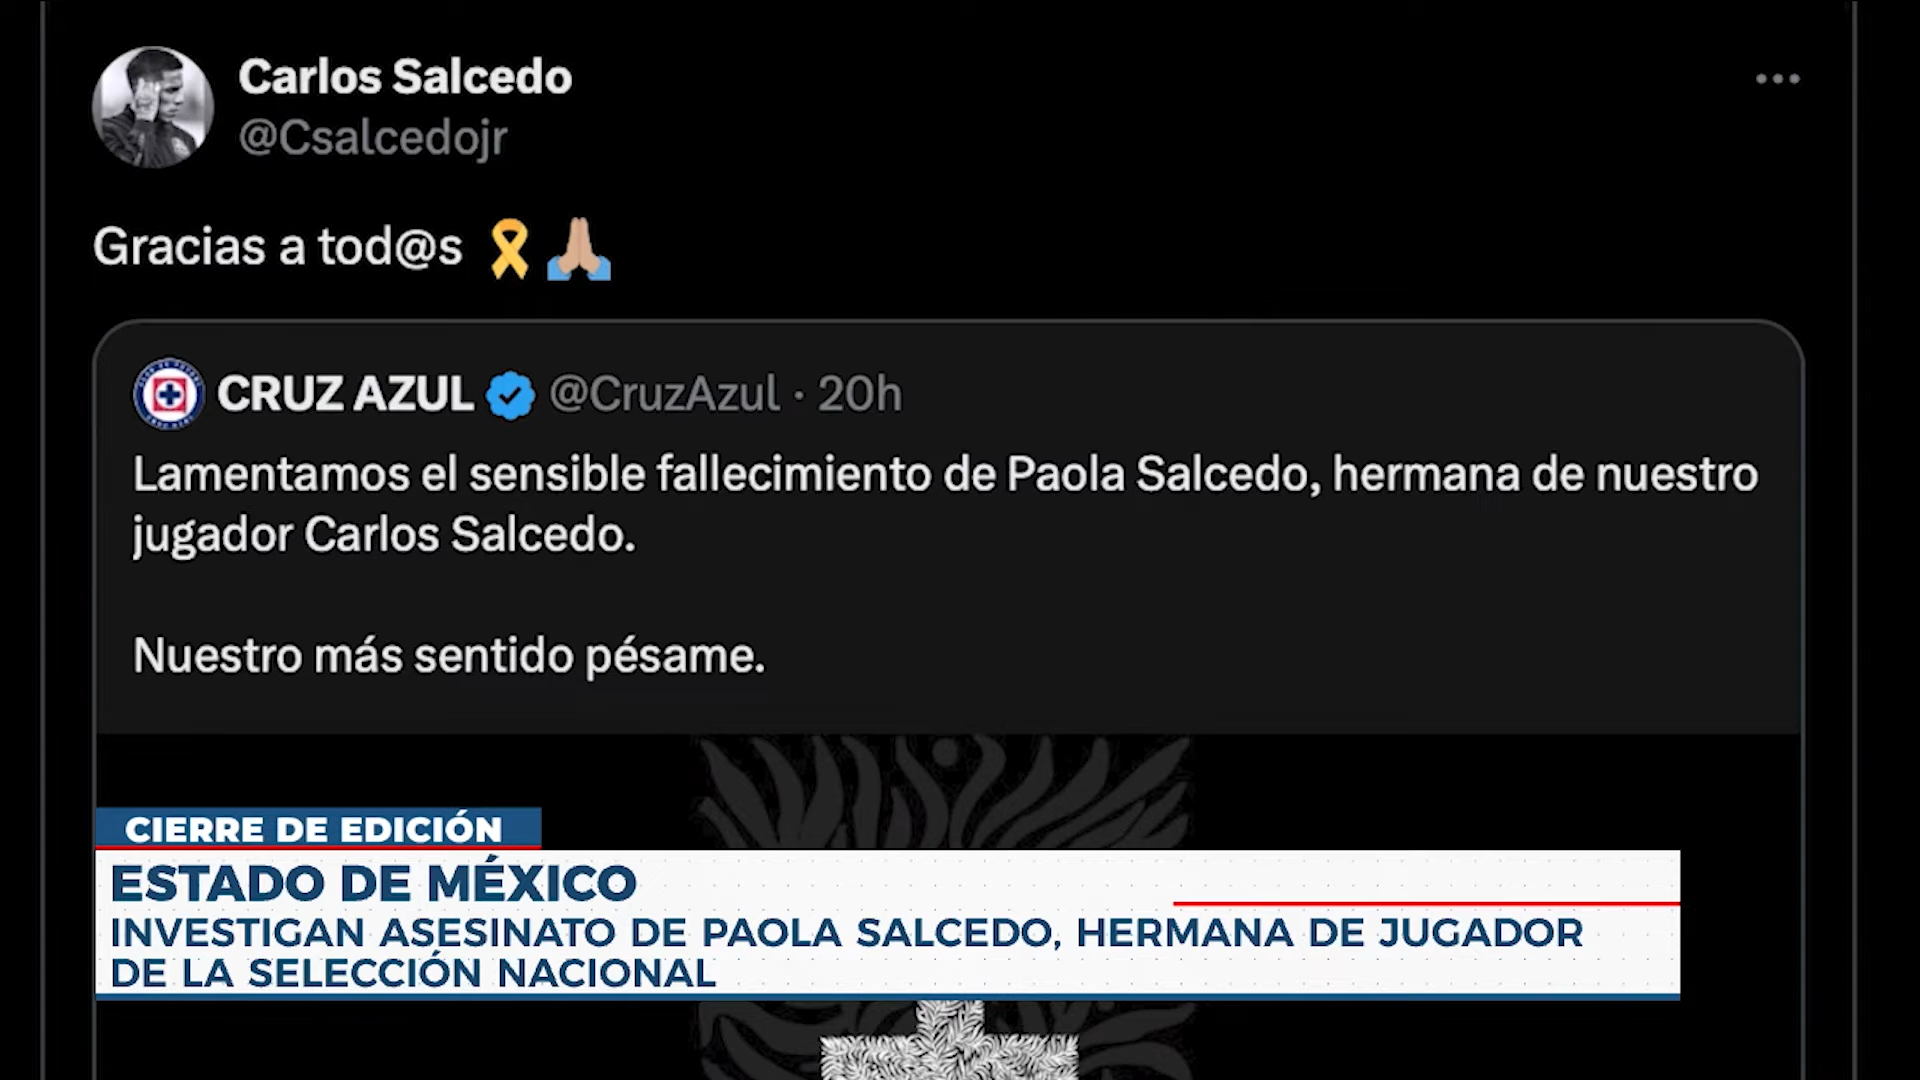 Carlos Salcedo
@Csalcedojr
Gracias a tod@s 🎗️🙏🏼
CRUZ AZUL @CruzAzul · 20h
Lamentamos el sensible fallecimiento de Paola Salcedo, hermana de nuestro
jugador Carlos Salcedo.
Nuestro más sentido pésame.
CIERRE DE EDICIÓN
ESTADO DE MÉXICO
INVESTIGAN ASESINATO DE PAOLA SALCEDO, HERMANA DE JUGADOR
DE LA SELECCIÓN NACIONAL